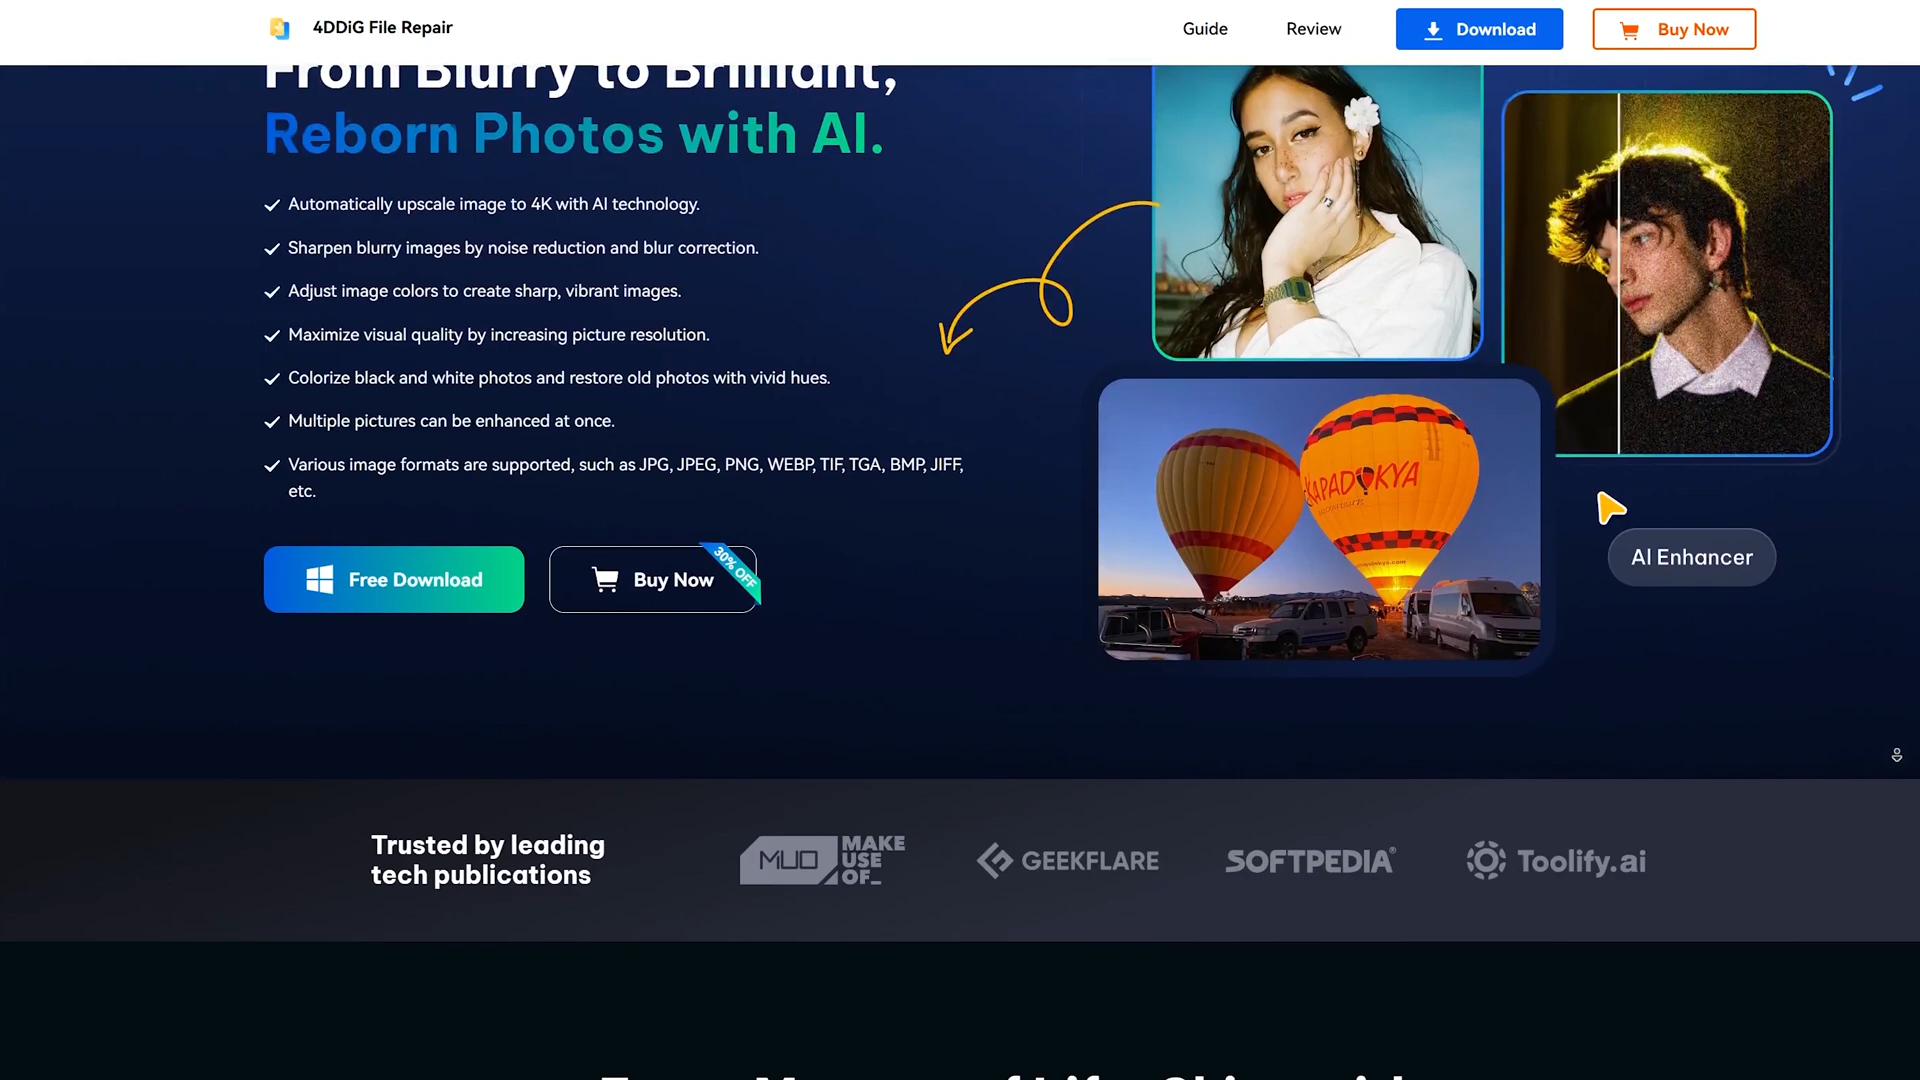 4DDiG File Repair
Guide
Review
Download
Buy Now
From Blurry to Brilliant,
Reborn Photos with AI.
Automatically upscale image to 4K with AI technology.
Sharpen blurry images by noise reduction and blur correction.
Adjust image colors to create sharp, vibrant images.
Maximize visual quality by increasing picture resolution.
Colorize black and white photos and restore old photos with vivid hues.
Multiple pictures can be enhanced at once.
Various image formats are supported, such as JPG, JPEG, PNG, WEBP, TIF, TGA, BMP, JIFF,
etc.
Free Download
Buy Now
30% OFF
KAPADOKYA
AI Enhancer
Trusted by leading
tech publications
MUO
MAKE
USE
OF_
GEEKFLARE
SOFTPEDIA®
Toolify.ai